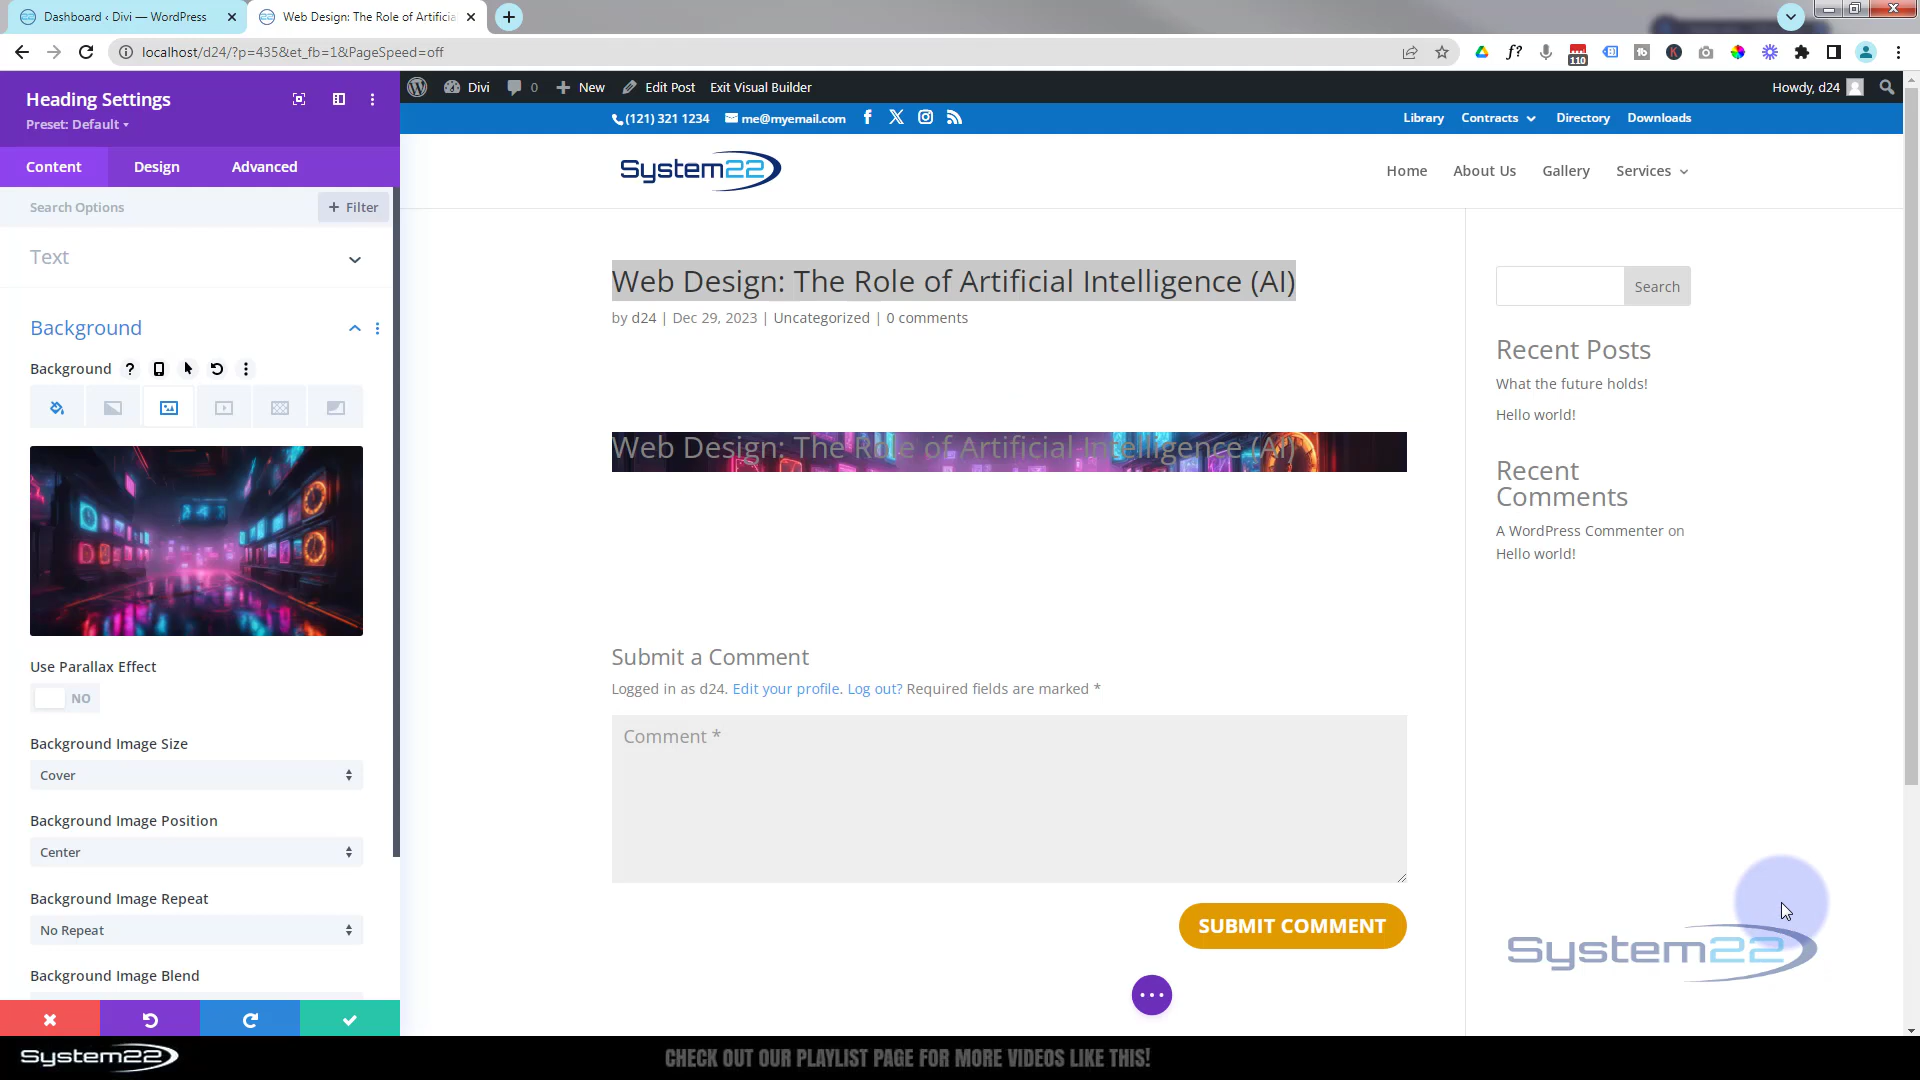 Dashboard ‹ Divi — WordPress
Web Design: The Role of Artificia
localhost/d24/?p=435&et_fb=1&PageSpeed=off
110
Heading Settings
Preset: Default
Content
Design
Advanced
Search Options
+ Filter
Text
Background
Background
Use Parallax Effect
NO
Background Image Size
Cover
Background Image Position
Center
Background Image Repeat
No Repeat
Background Image Blend
Divi
0
New
Edit Post
Exit Visual Builder
Howdy, d24
(121) 321 1234
me@myemail.com
Library
Contracts
Directory
Downloads
System22
Home
About Us
Gallery
Services
Web Design: The Role of Artificial Intelligence (AI)
by d24 | Dec 29, 2023 | Uncategorized | 0 comments
Web Design: The Role of Artificial Intelligence (AI)
Submit a Comment
Logged in as d24. Edit your profile. Log out? Required fields are marked *
Comment *
SUBMIT COMMENT
Search
Recent Posts
What the future holds!
Hello world!
Recent
Comments
A WordPress Commenter on
Hello world!
System22
System22
CHECK OUT OUR PLAYLIST PAGE FOR MORE VIDEOS LIKE THIS!